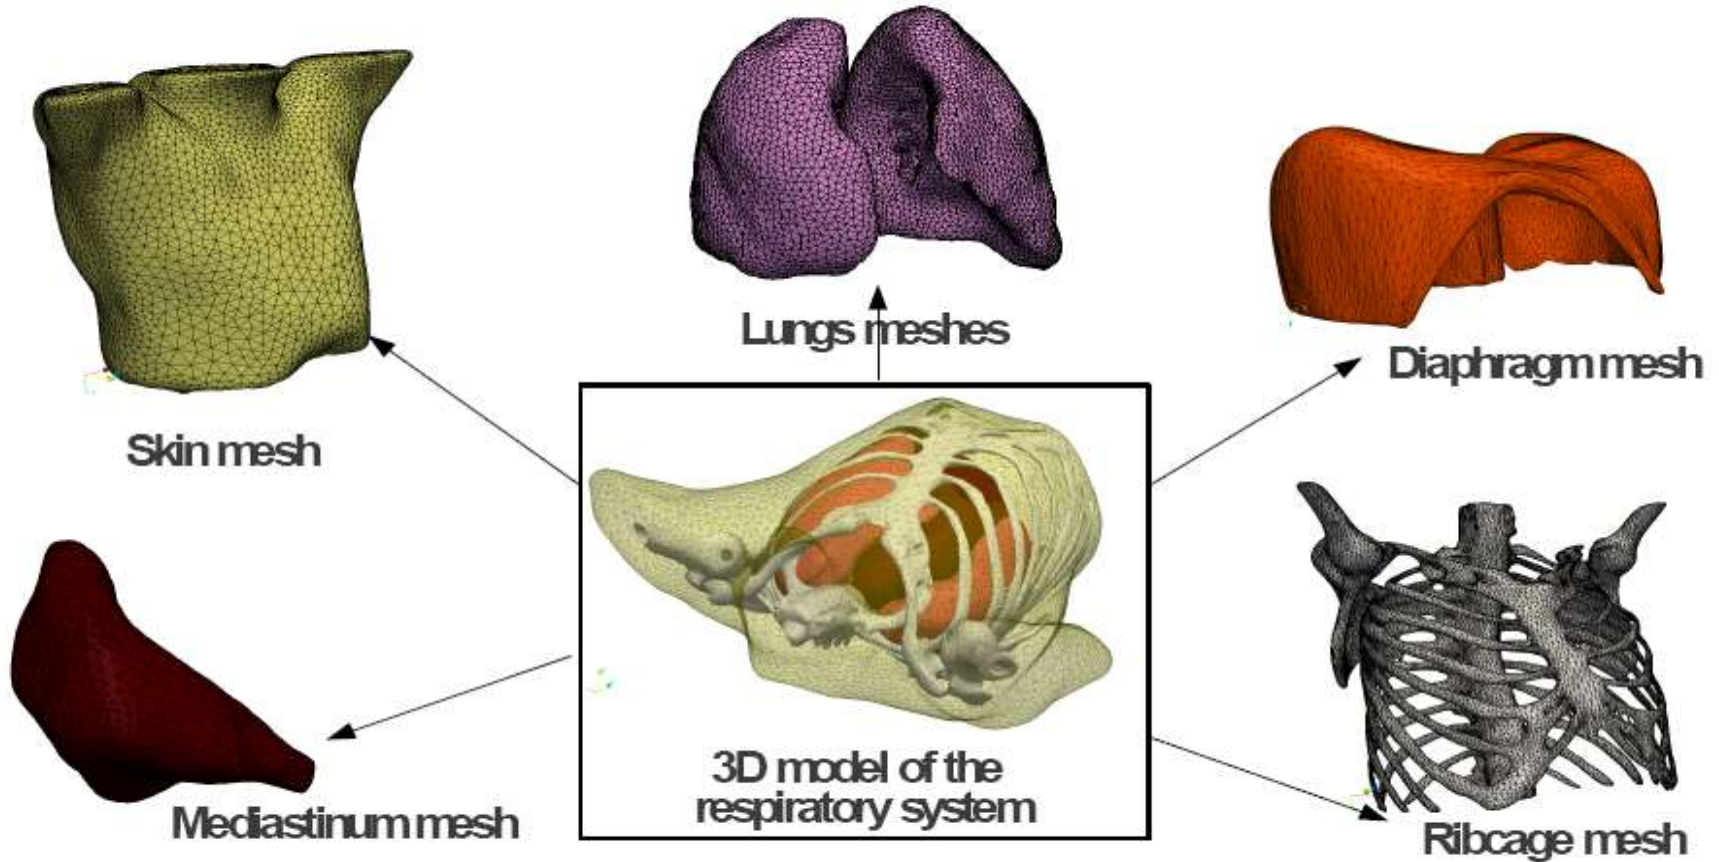 Lungs meshes
Diaphragm mesh
Skin mesh
3D model of the
respiratory system
Mediastinum mesh
Ribcage mesh